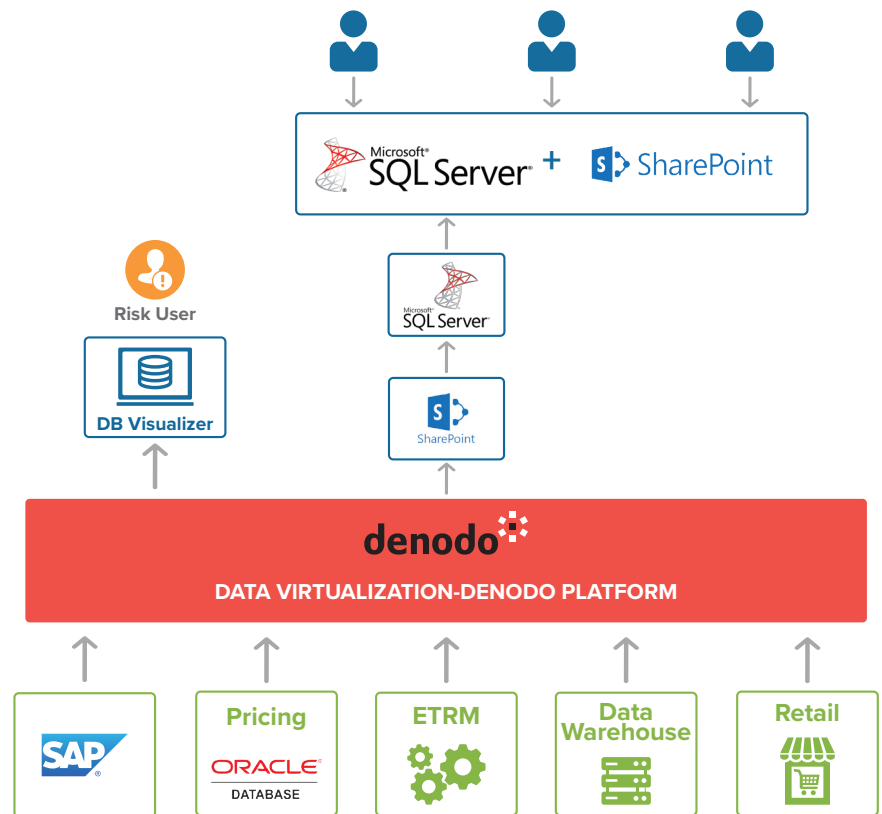 Microsoft®
SQL Server®
+
S
SharePoint
Risk User
Microsoft®
SQL Server®
DB Visualizer
S
SharePoint
denodo
DATA VIRTUALIZATION-DENODO PLATFORM
SAP®
Pricing
ORACLE®
DATABASE
ETRM
Data
Warehouse
Retail